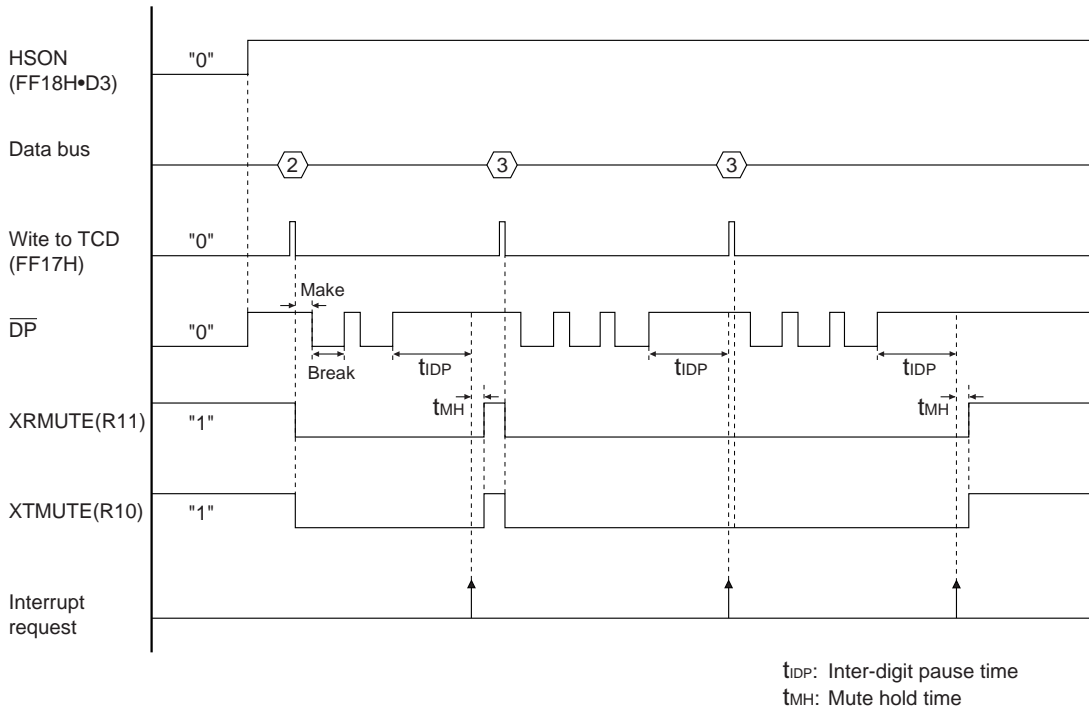 HSON
(FF18H•D3)
"0"
Data bus
2
3
3
Wite to TCD
(FF17H)
"0"
Make
DP
"0"
Break
tIDP
tIDP
tIDP
tMH
tMH
XRMUTE(R11)
"1"
XTMUTE(R10)
"1"
Interrupt
request
tIDP: Inter-digit pause time
tMH: Mute hold time